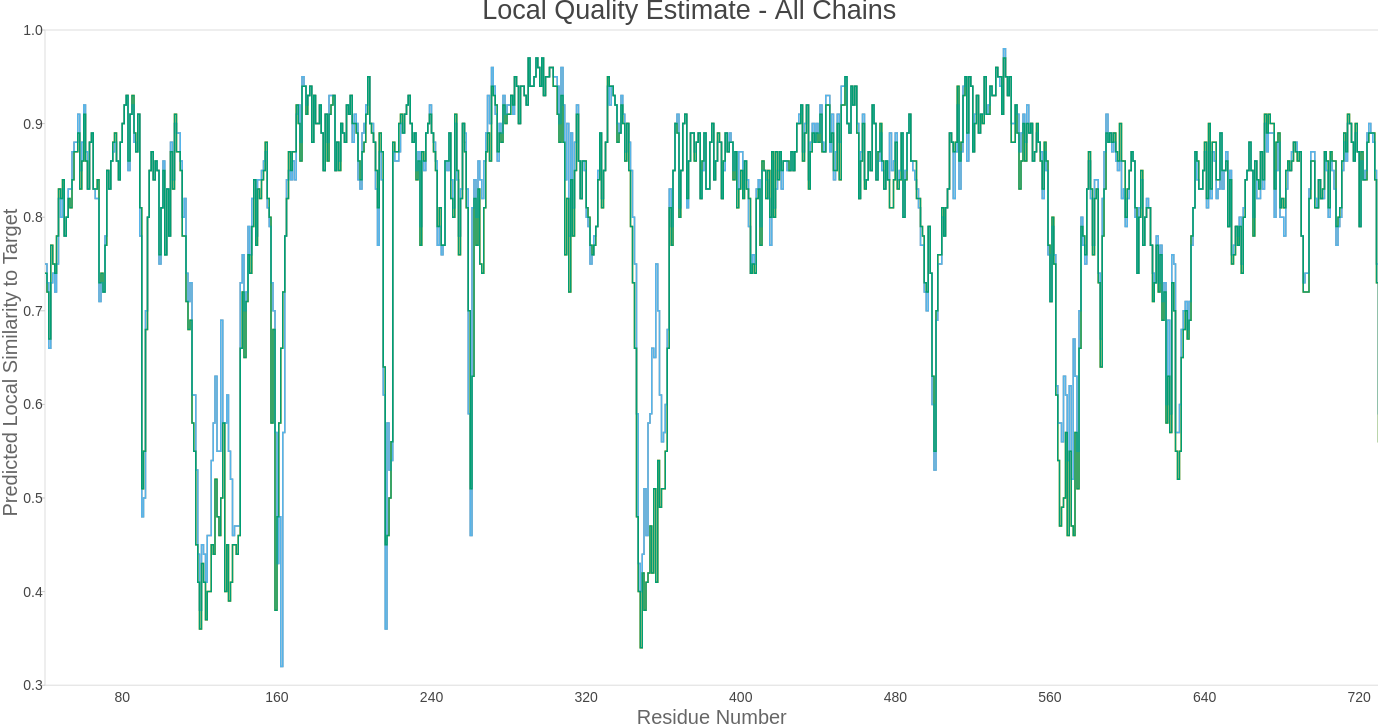 Local Quality Estimate - All Chains
1.0
0.9
0.8
0.7
0.6
0.5
0.4
0.3
Predicted Local Similarity to Target
80 160 240 320 400 480 560 640 720
Residue Number